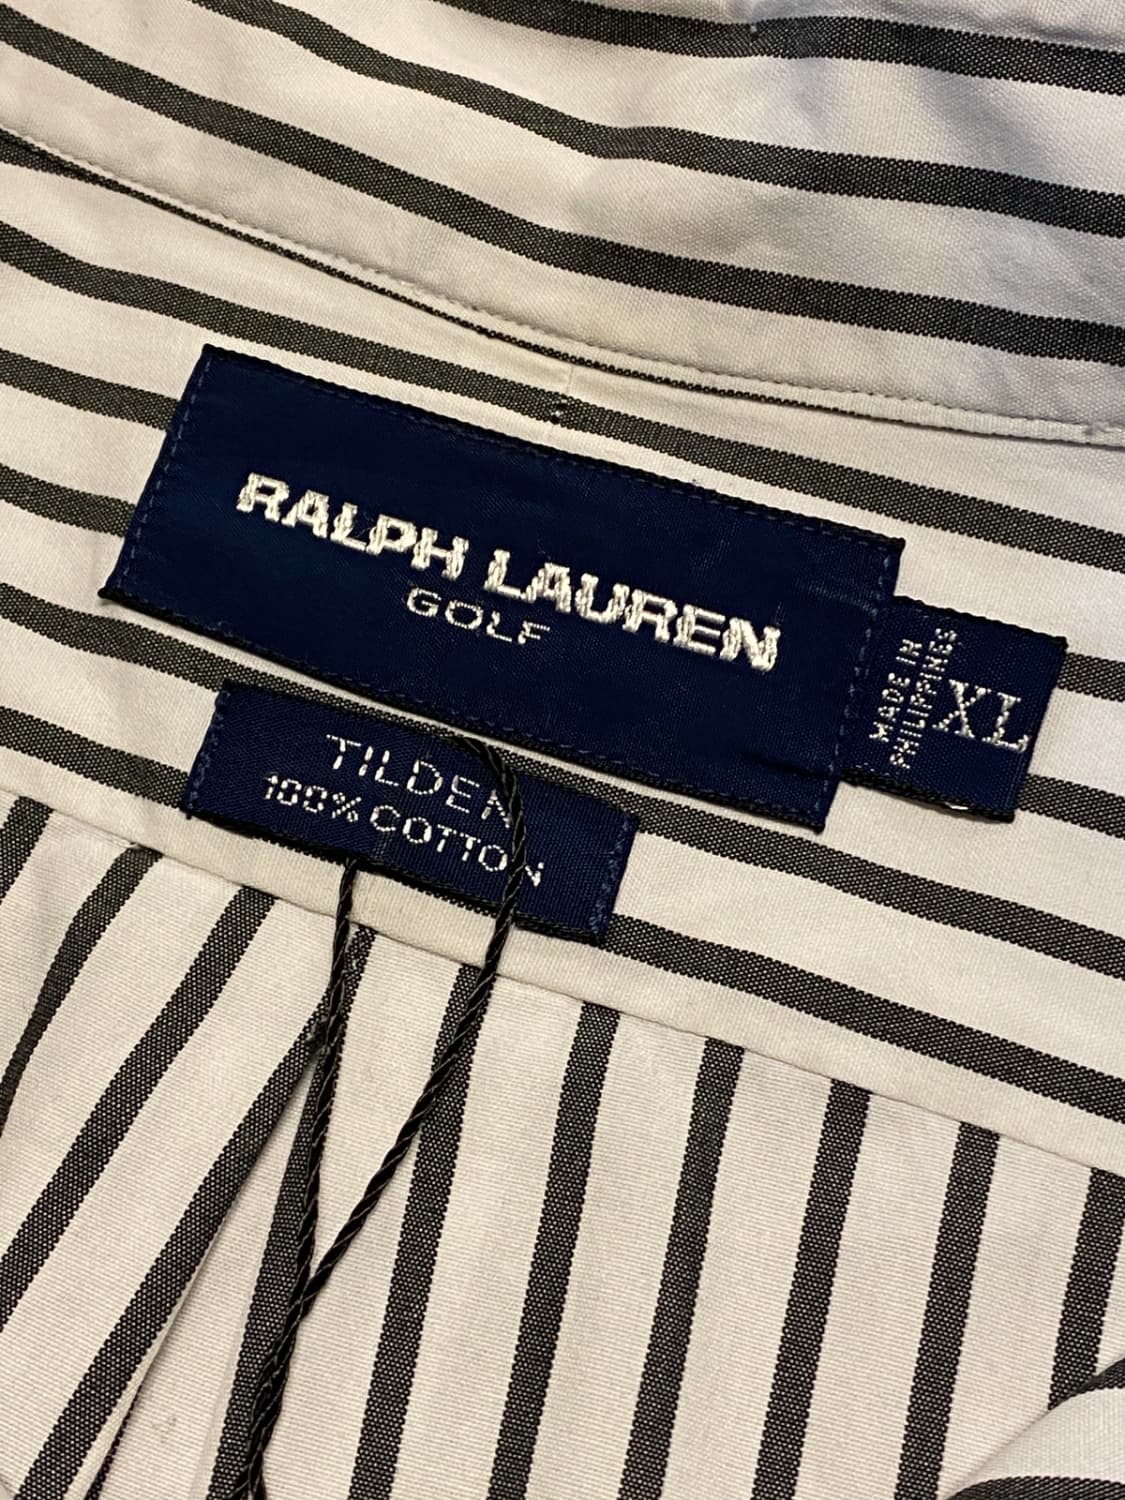 RALPH LAUREN
GOLF
MADE IN
PHILIPPINES
XL
TILDEN
100% COTTON